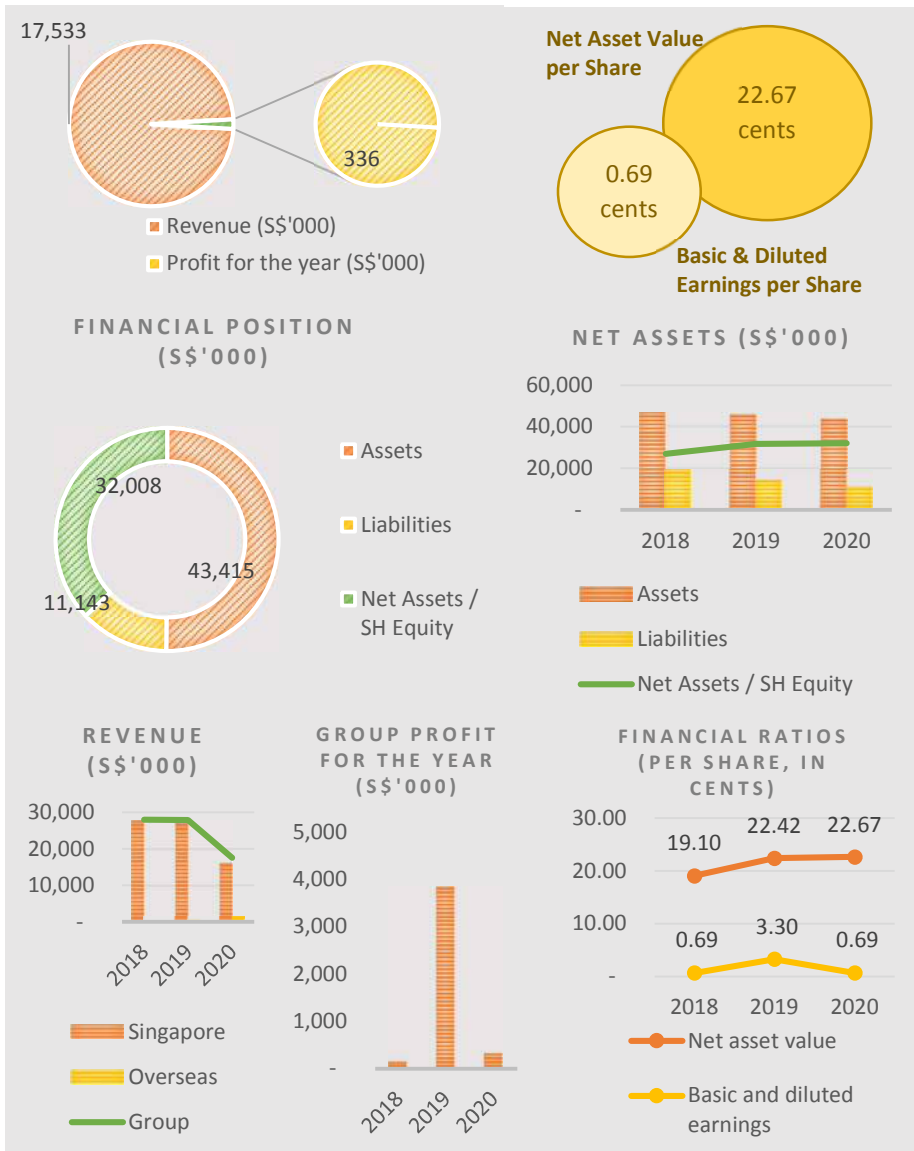 17,533
336
Revenue (S$'000)
Profit for the year (S$'000)
Net Asset Value
per Share
22.67
cents
0.69
cents
Basic & Diluted
Earnings per Share
FINANCIAL POSITION
(S$'000)
32,008
43,415
11,143
Assets
Liabilities
Net Assets /
SH Equity
NET ASSETS (S$'000)
60,000
40,000
20,000
-
2018 2019 2020
Assets
Liabilities
Net Assets / SH Equity
REVENUE
(S$'000)
30,000
20,000
10,000
-
2018 2019 2020
Singapore
Overseas
Group
GROUP PROFIT
FOR THE YEAR
(S$'000)
5,000
4,000
3,000
2,000
1,000
-
2018 2019 2020
FINANCIAL RATIOS
(PER SHARE, IN
CENTS)
30.00
20.00
10.00
-
19.10 22.42 22.67
0.69 3.30 0.69
2018 2019 2020
Net asset value
Basic and diluted
earnings